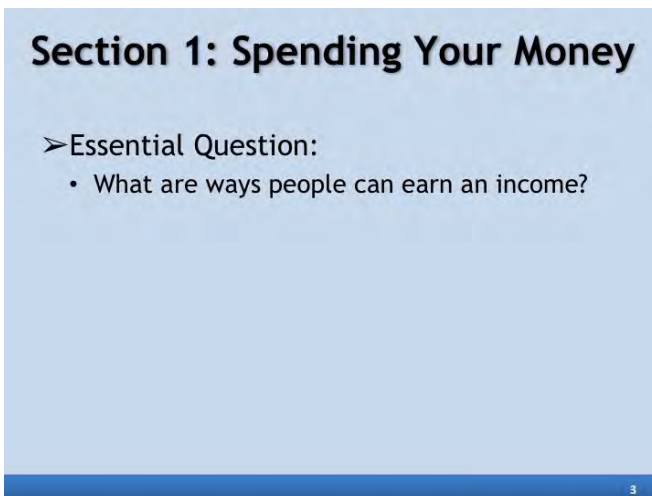 Section 1: Spending Your Money
➢Essential Question:
• What are ways people can earn an income?
3